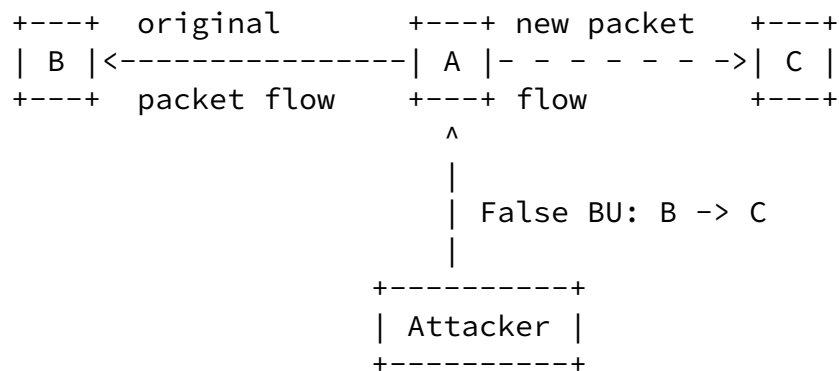 +---+  original         +---+ new packet   +---+
| B |<----------------| A |- - - - - - ->| C |
+---+  packet flow      +---+ flow         +---+
                          ^
                          |
                          | False BU: B -> C
                          |
                      +----------+
                      | Attacker |
                      +----------+